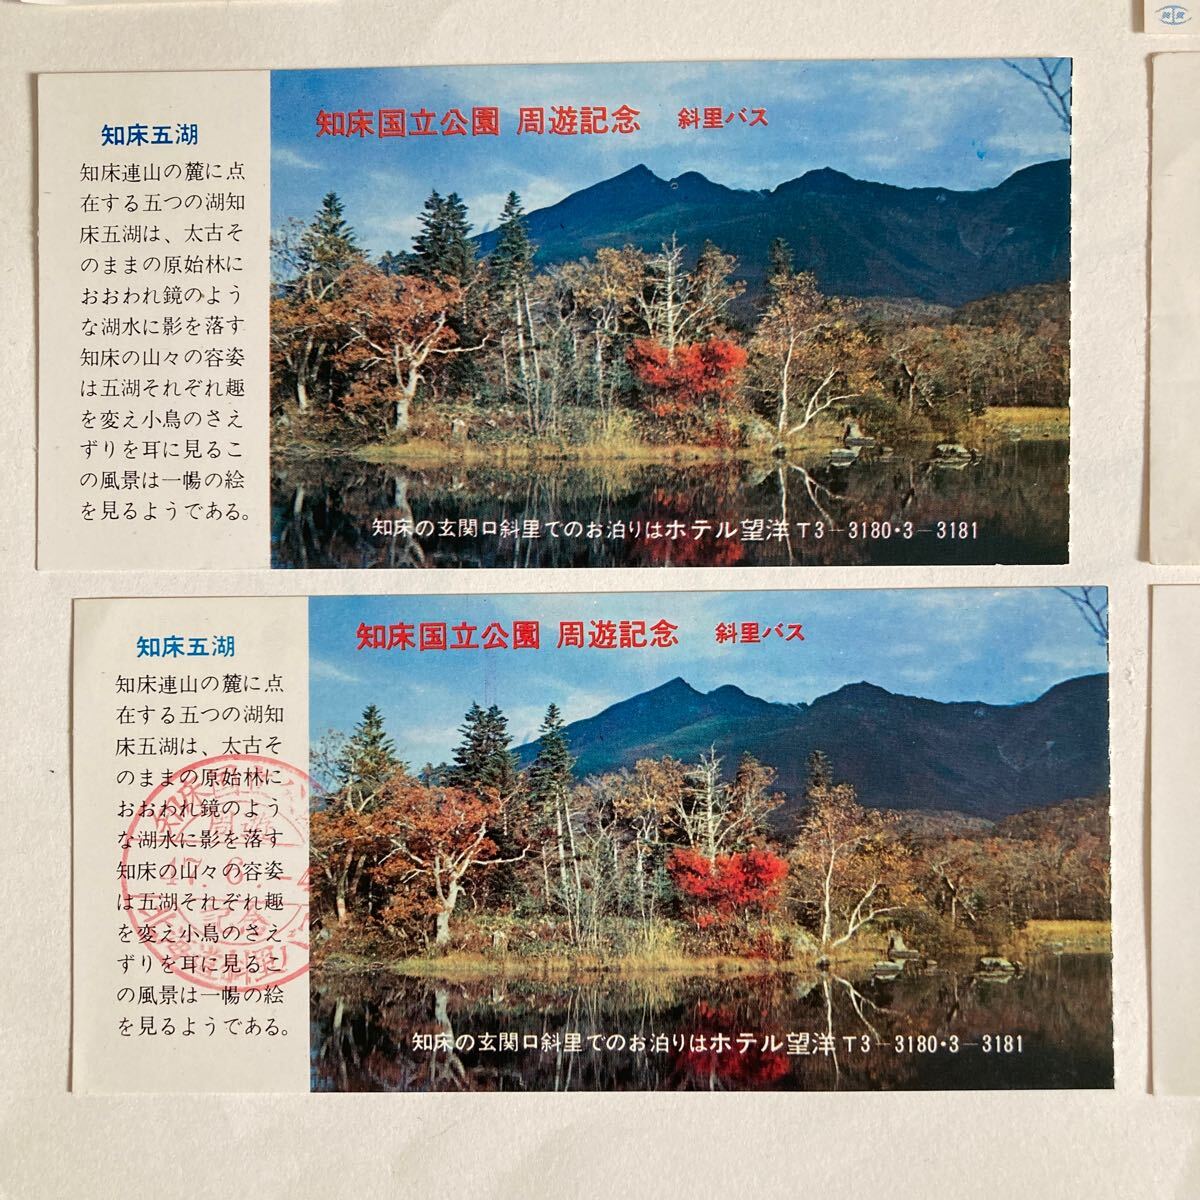 知床五湖
知床連山の麓に点
在する五つの湖知
床五湖は、太古そ
のままの原始林に
おおわれ鏡のよう
な湖水に影を落す
知床の山々の容姿
は五湖それぞれ趣
を変え小鳥のさえ
ずりを耳に見るこ
の風景は一幅の絵
を見るようである。
知床国立公園 周遊記念 斜里バス
知床の玄関口斜里でのお泊りはホテル望洋 T3-3180・3-3181
知床五湖
知床連山の麓に点
在する五つの湖知
床五湖は、太古そ
のままの原始林に
おおわれ鏡のよう
な湖水に影を落す
知床の山々の容姿
は五湖それぞれ趣
を変え小鳥のさえ
ずりを耳に見るこ
の風景は一幅の絵
を見るようである。
知床国立公
47.6.-4
記念
知床国立公園 周遊記念 斜里バス
知床の玄関口斜里でのお泊りはホテル望洋 T3-3180・3-3181